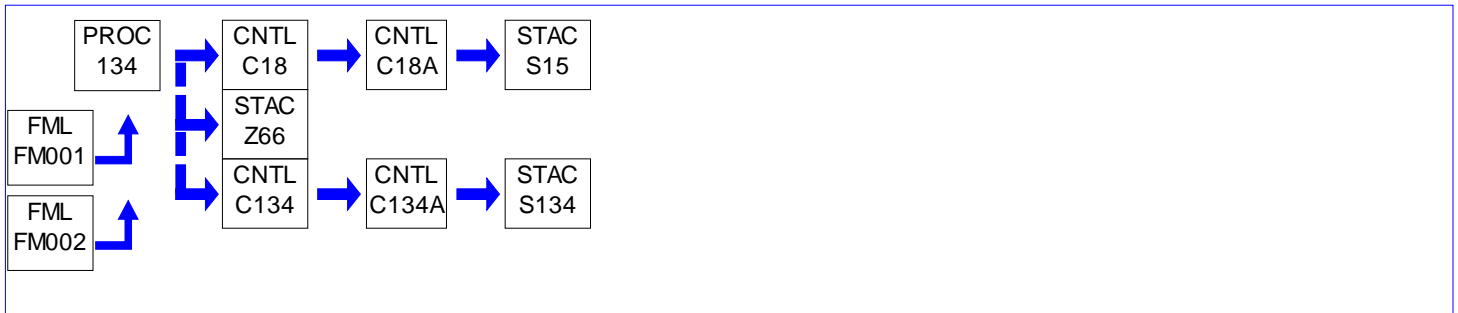 PROC
134
CNTL
C18
CNTL
C18A
STAC
S15
STAC
Z66
FML
FM001
CNTL
C134
CNTL
C134A
STAC
S134
FML
FM002